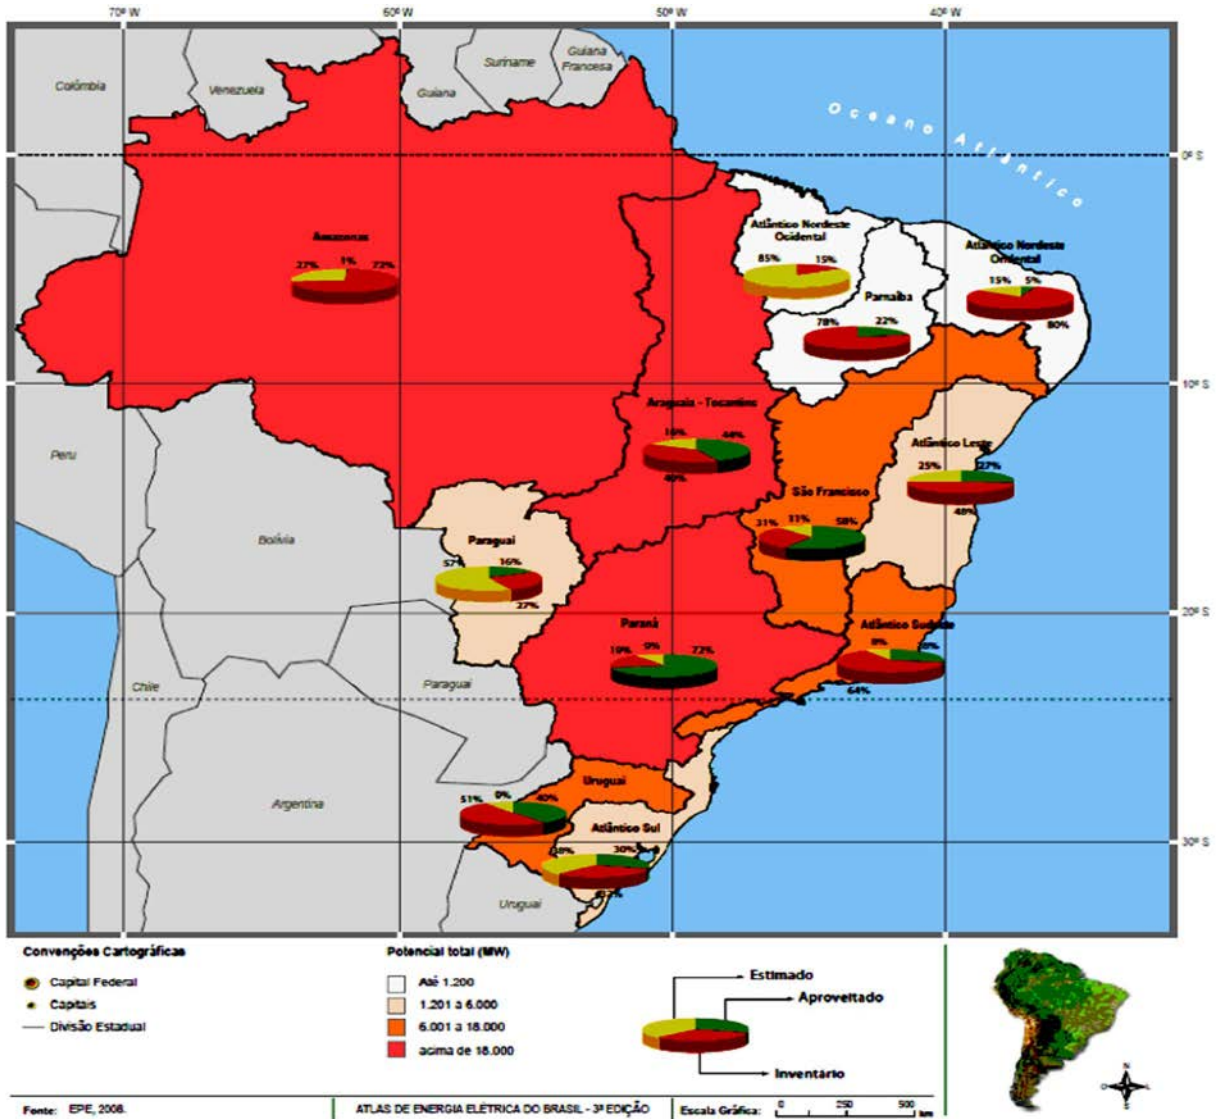 70º W
60º W
50º W
40º W
Colômbia
Venezuela
Guiana
Suriname
Guiana
Francesa
Oceano Atlântico
0º S
Amazonas
27% 1% 72%
Atlântico Nordeste
Ocidental
85% 15%
Atlântico Nordeste
15% 5%
80%
Parnaíba
78% 22%
10º S
Araguaia - Tocantins
16% 44%
40%
Atlântico Leste
25% 27%
48%
Peru
Bolívia
São Francisco
31% 11% 58%
Paraguai
57% 16%
27%
20º S
Paraná
19% 9% 72%
Atlântico Sudeste
8%
64%
Chile
Paraguai
Argentina
Uruguai
51% 9% 40%
Atlântico Sul
30%
30º S
Uruguai
Convenções Cartográficas
Capital Federal
Capitais
Divisão Estadual
Potencial total (MW)
Até 1.200
1.201 a 6.000
6.001 a 18.000
acima de 18.000
Estimado
Aproveitado
Inventário
N
S
Fonte: EPE, 2008.
ATLAS DE ENERGIA ELÉTRICA DO BRASIL - 3ª EDIÇÃO
Escala Gráfica: 0 250 500
km